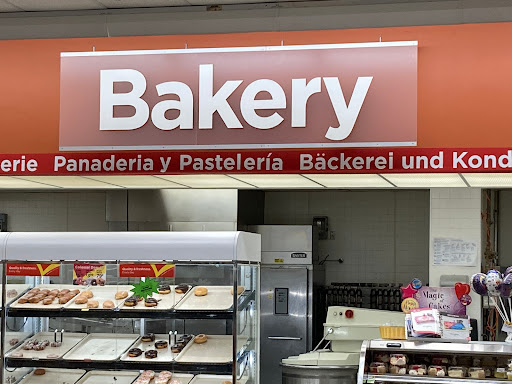 Bakery
erie Panaderia y Pastelería Bäckerei und Kond
Magic
Cakes